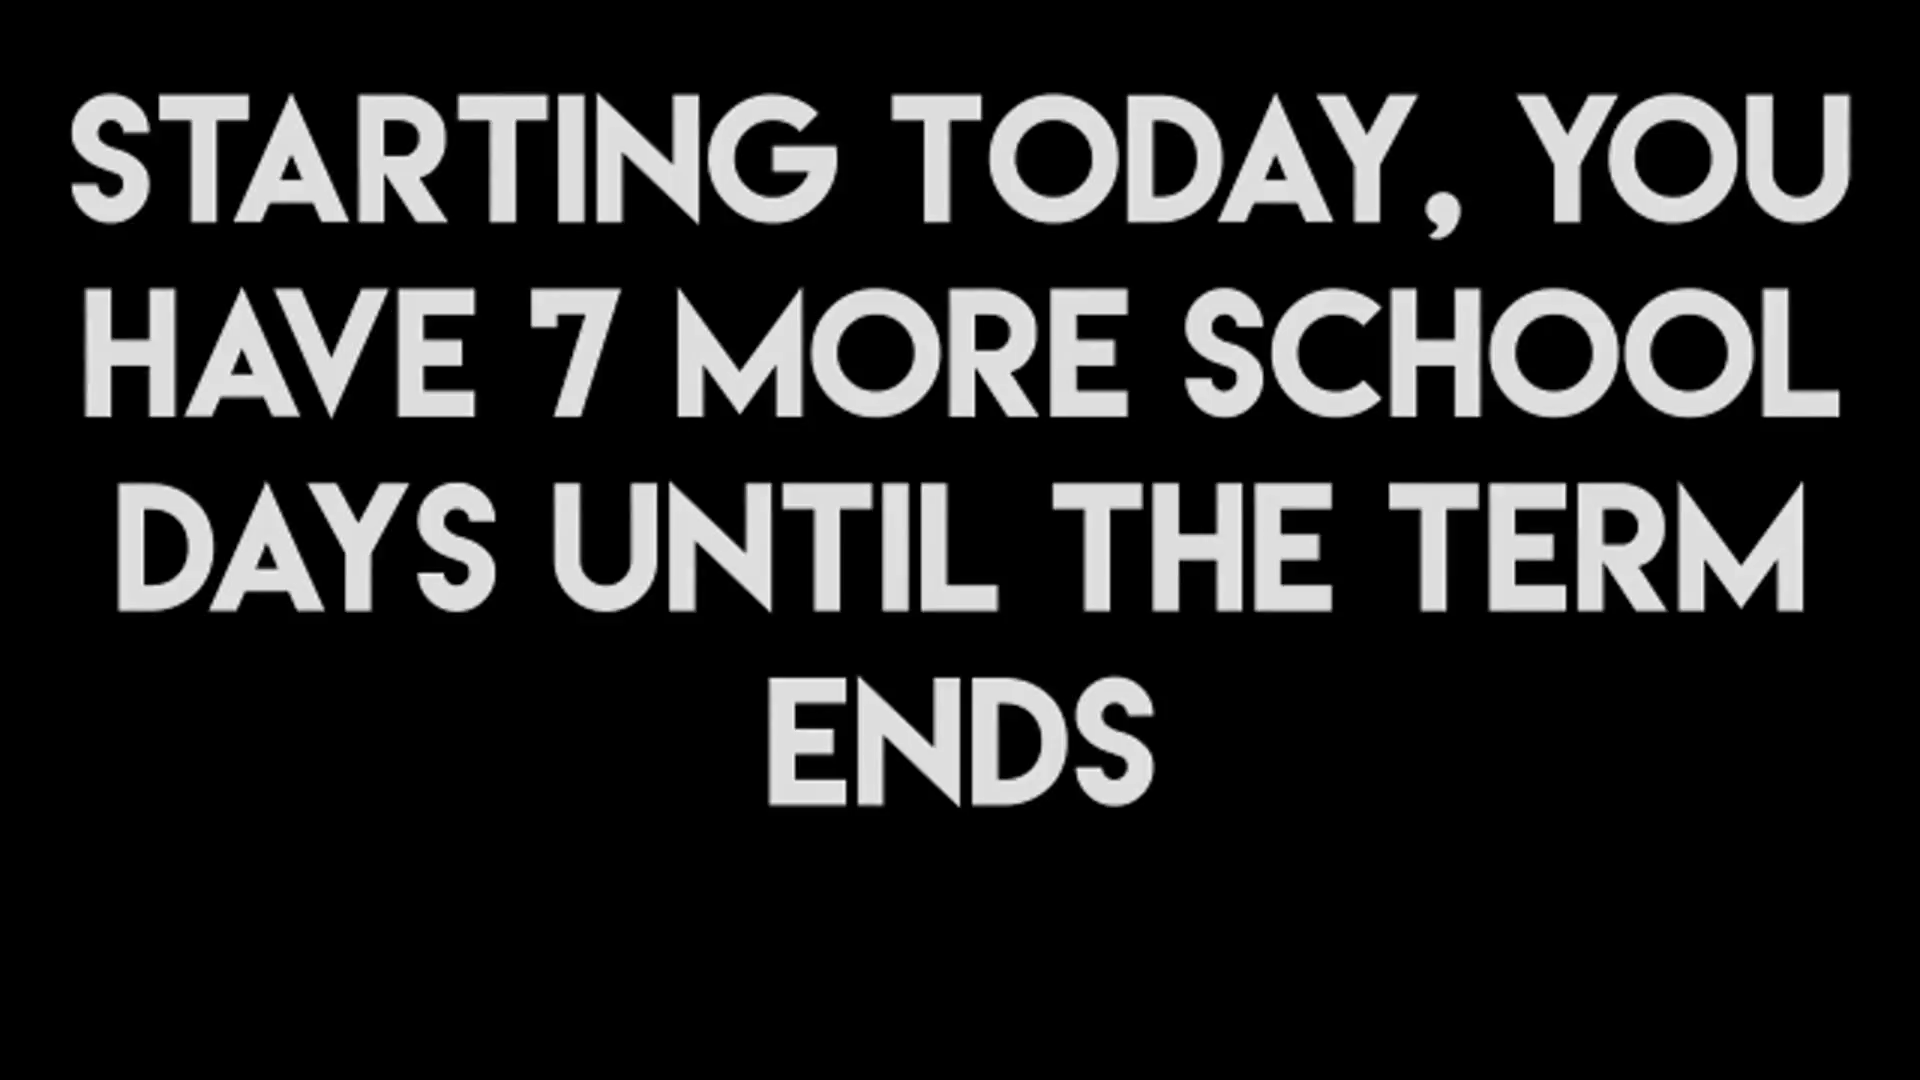 STARTING TODAY, YOU
HAVE 7 MORE SCHOOL
DAYS UNTIL THE TERM
ENDS